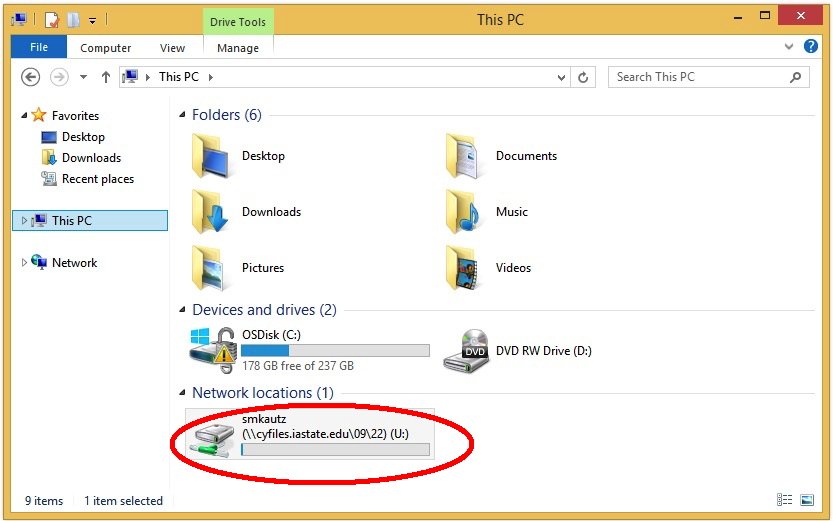 Drive Tools
This PC
File
Computer
View
Manage
This PC
Search This PC
Favorites
Desktop
Downloads
Recent places
This PC
Network
Folders (6)
Desktop
Documents
Downloads
Music
Pictures
Videos
Devices and drives (2)
OSDisk (C:)
178 GB free of 237 GB
DVD
DVD RW Drive (D:)
Network locations (1)
smkautz
(\\cyfiles.iastate.edu\09\22) (U:)
9 items
1 item selected